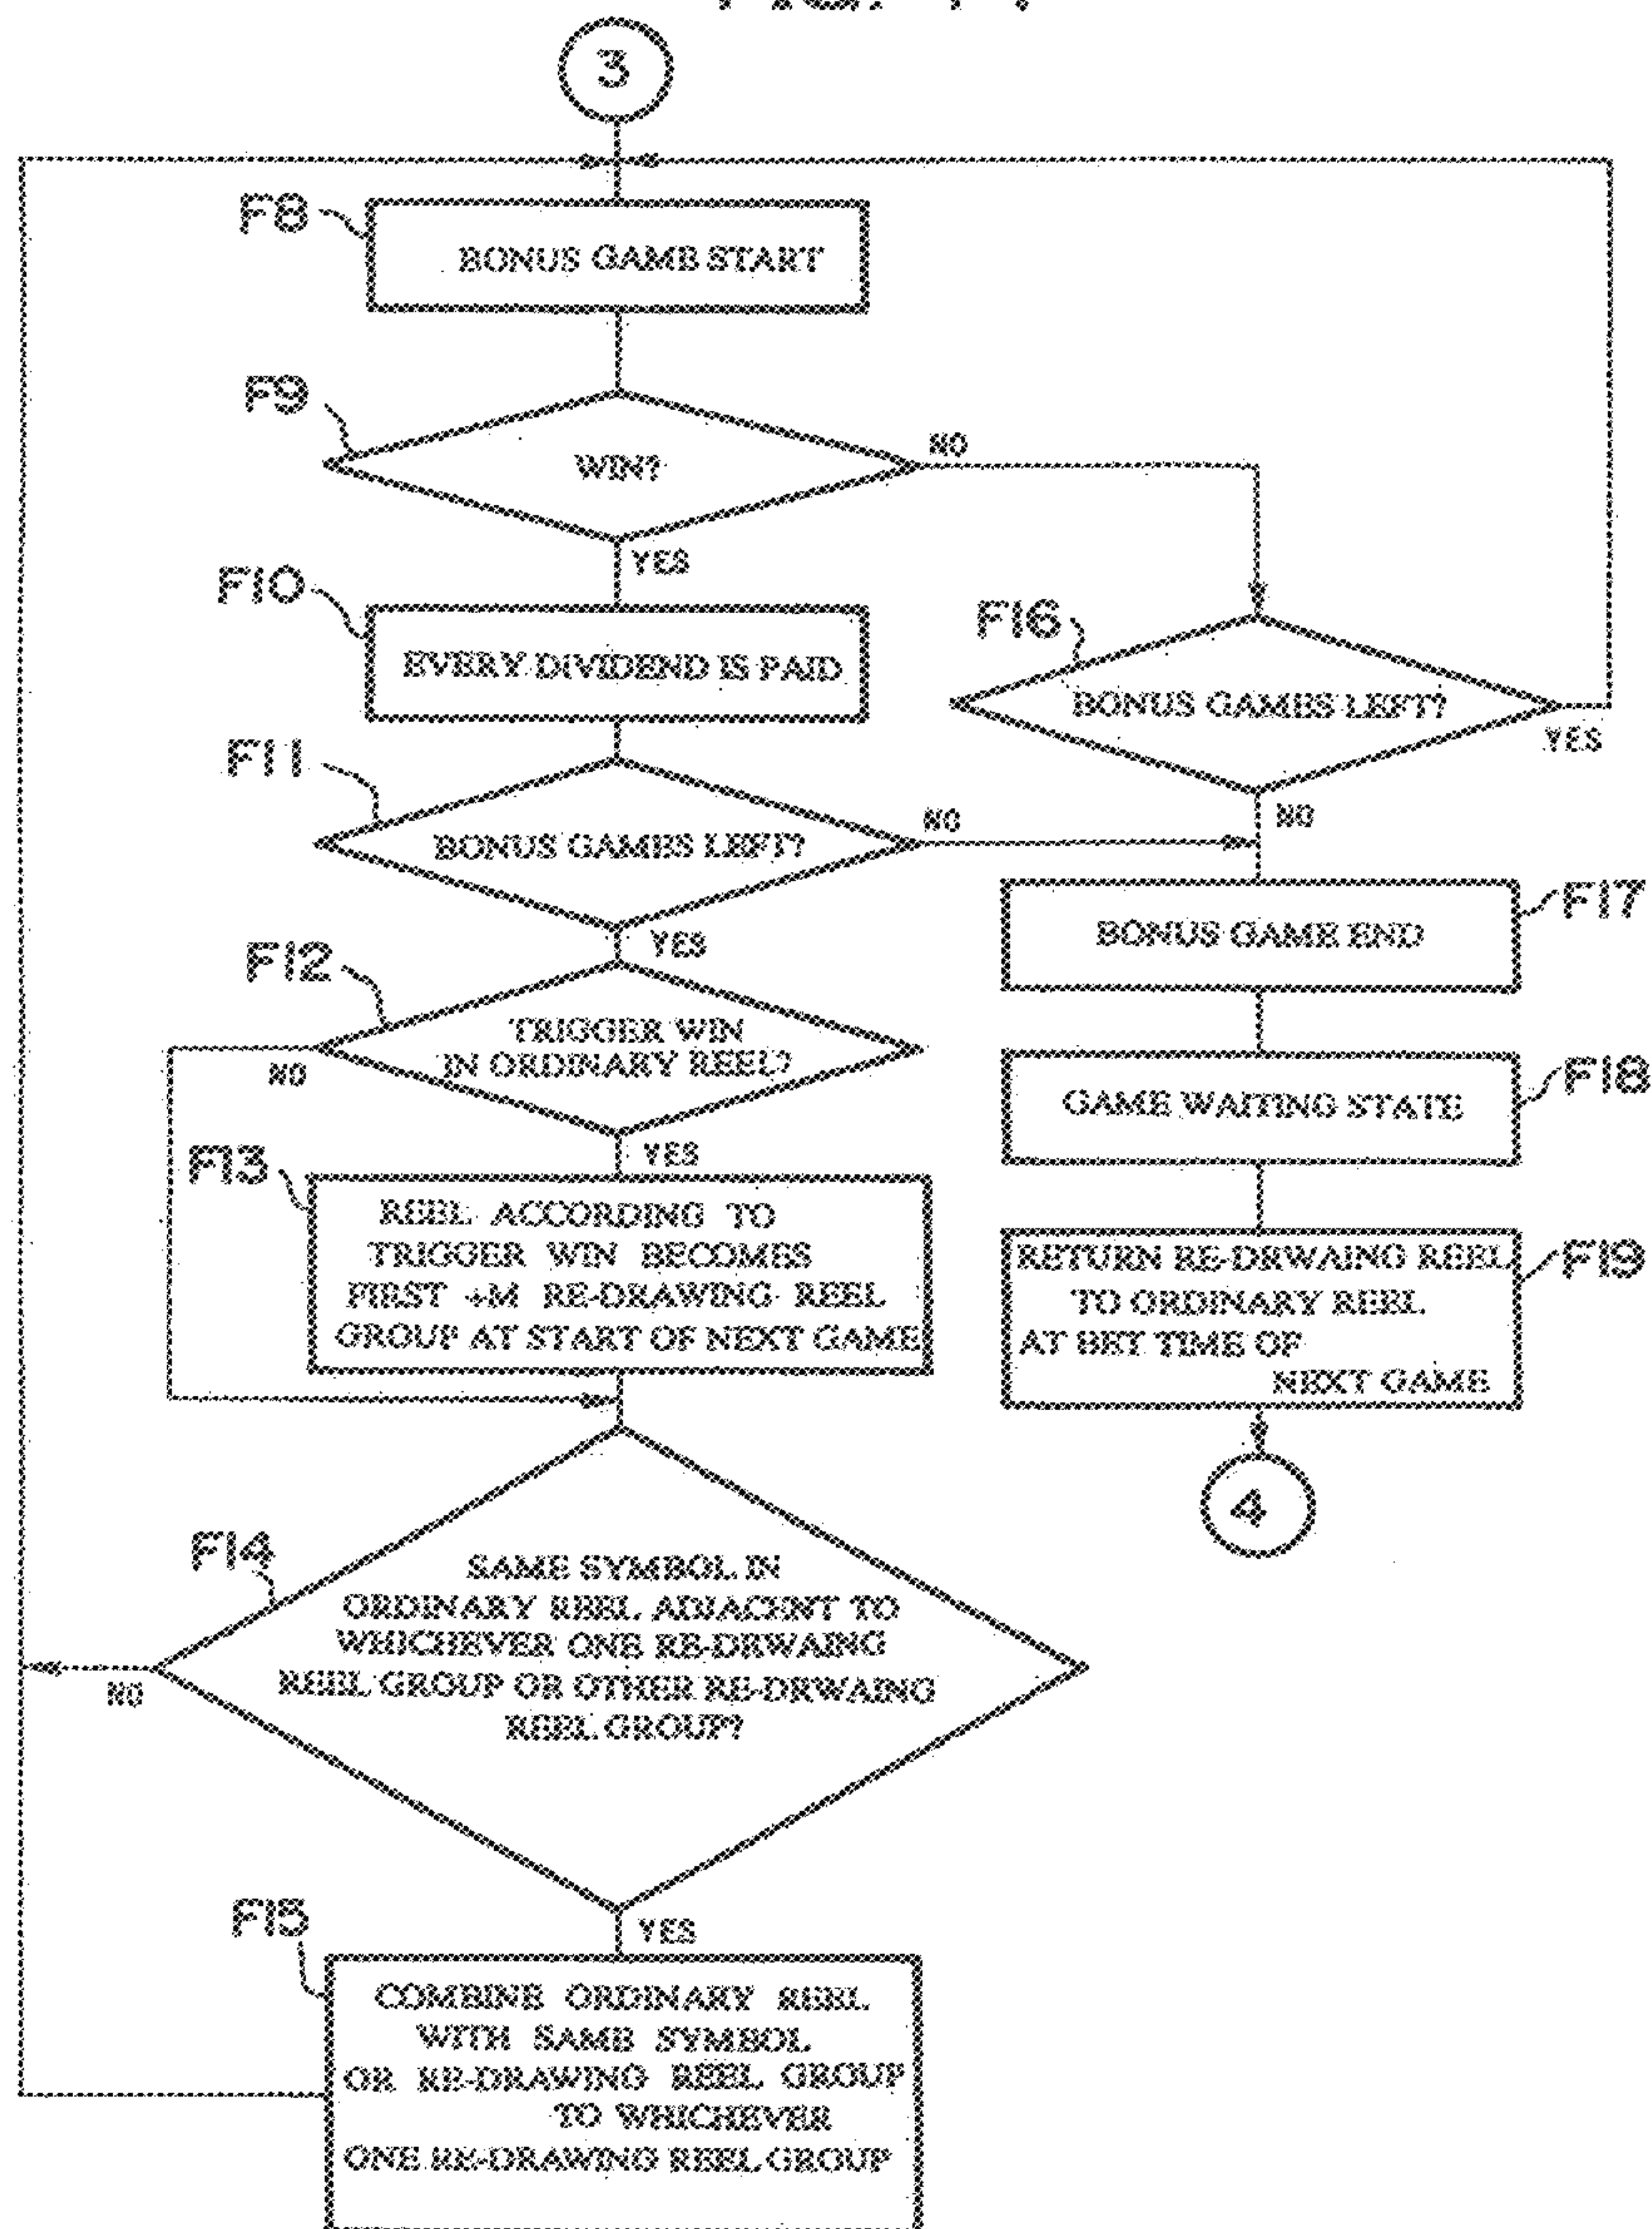 3
F8
BONUS GAME START
F9
WIN?
NO
YES
F10
EVERY DIVIDEND IS PAID
F16
BONUS GAMES LEFT?
YES
NO
F11
BONUS GAMES LEFT?
NO
YES
F17
BONUS GAME END
F12
TRIGGER WIN
IN ORDINARY REEL?
NO
YES
F18
GAME WAITING STATE
F13
REEL ACCORDING TO
TRIGGER WIN BECOMES
FIRST +M RE-DRAWING REEL
GROUP AT START OF NEXT GAME
F19
RETURN RE-DRWAING REEL
TO ORDINARY REEL
AT BET TIME OF
NEXT GAME
4
F14
SAME SYMBOL IN
ORDINARY REEL ADJACENT TO
WHICHEVER ONE RE-DRWAING
REEL GROUP OR OTHER RE-DRWAING
REEL GROUP?
NO
YES
F15
COMBINE ORDINARY REEL
WITH SAME SYMBOL
OR RE-DRAWING REEL GROUP
TO WHICHEVER
ONE RE-DRAWING REEL GROUP